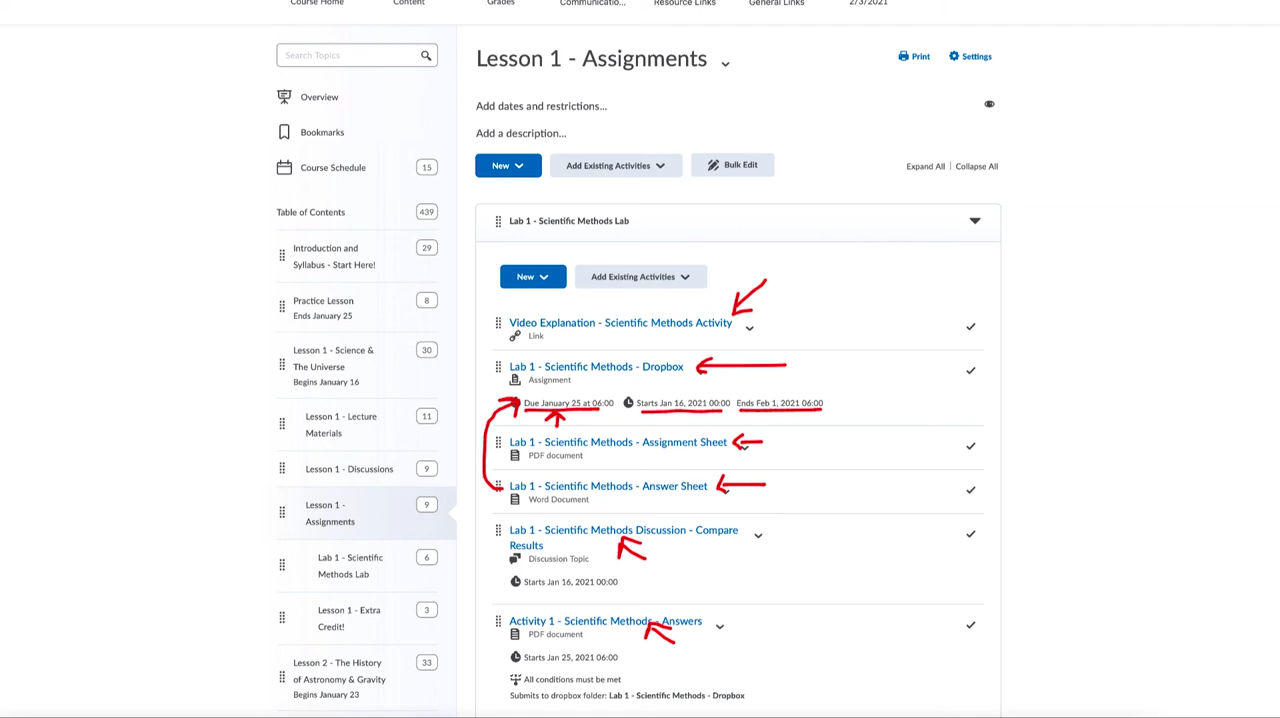 Course Home Content Grades Communicatio... Resource Links General Links 2/3/2021
Search Topics
Overview
Bookmarks
Course Schedule 15
Table of Contents 439
Introduction and
Syllabus - Start Here! 29
Practice Lesson 8
Ends January 25
Lesson 1 - Science &
The Universe 30
Begins January 16
Lesson 1 - Lecture
Materials 11
Lesson 1 - Discussions 9
Lesson 1 -
Assignments 9
Lab 1 - Scientific
Methods Lab 6
Lesson 1 - Extra
Credit! 3
Lesson 2 - The History
of Astronomy & Gravity 33
Begins January 23
Lesson 1 - Assignments
Print Settings
Add dates and restrictions...
Add a description...
New Add Existing Activities Bulk Edit Expand All | Collapse All
Lab 1 - Scientific Methods Lab
New Add Existing Activities
Video Explanation - Scientific Methods Activity
Link
Lab 1 - Scientific Methods - Dropbox
Assignment
Due January 25 at 06:00 Starts Jan 16, 2021 00:00 Ends Feb 1, 2021 06:00
Lab 1 - Scientific Methods - Assignment Sheet
PDF document
Lab 1 - Scientific Methods - Answer Sheet
Word Document
Lab 1 - Scientific Methods Discussion - Compare
Results
Discussion Topic
Starts Jan 16, 2021 00:00
Activity 1 - Scientific Methods - Answers
PDF document
Starts Jan 25, 2021 06:00
All conditions must be met
Submits to dropbox folder: Lab 1 - Scientific Methods - Dropbox